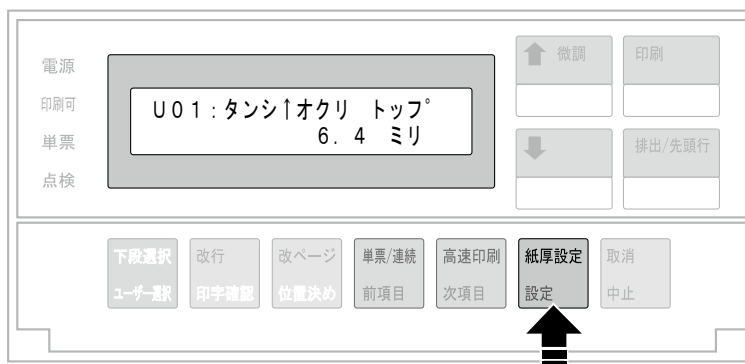 電源
印刷可
単票
点検
U01:タンシ↑オクリ トップ
6.4 ミリ
微調
印刷
排出/先頭行
下段選択
改行
改ページ
単票/連続
高速印刷
紙厚設定
取消
ユーザー選択
印字確認
位置決め
前項目
次項目
設定
中止